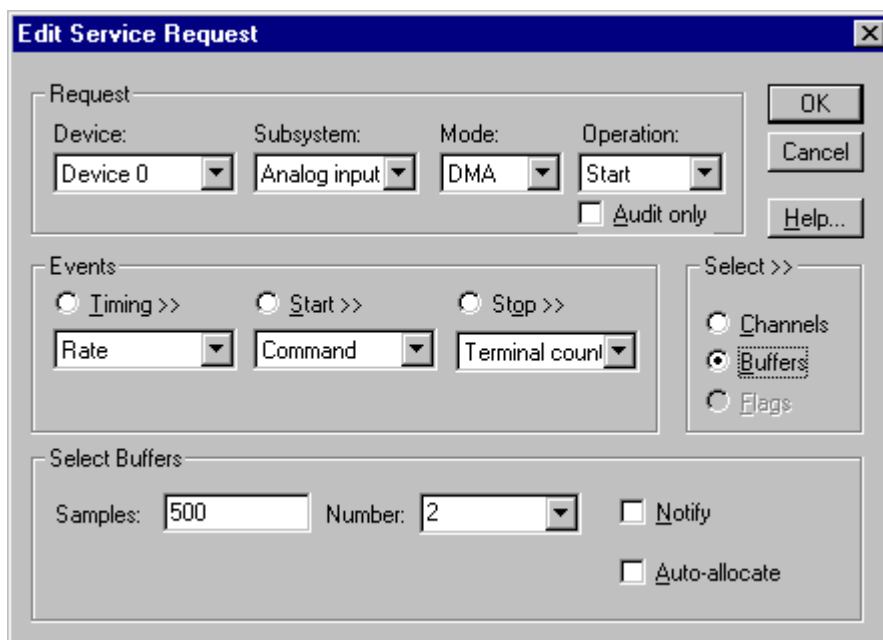 Edit Service Request
Request
OK
Device: Subsystem: Mode: Operation:
Device 0 Analog input DMA Start
Cancel
Audit only
Help...
Events
Select >>
Timing >> Start >> Stop >>
Channels
Rate Command Terminal count
Buffers
Flags
Select Buffers
Samples: 500 Number: 2 Notify
Auto-allocate